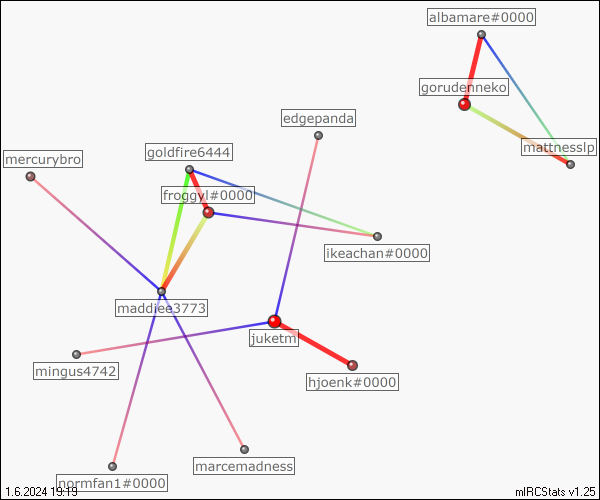 albamare#0000
gorudenneko
edgepanda
mattnesslp
goldfire6444
mercurybro
froggyl#0000
ikeachan#0000
maddiee3773
juketm
mingus4742
hjoenk#0000
marcemadness
normfan1#0000
1.6.2024 19:19
mIRCStats v1.25